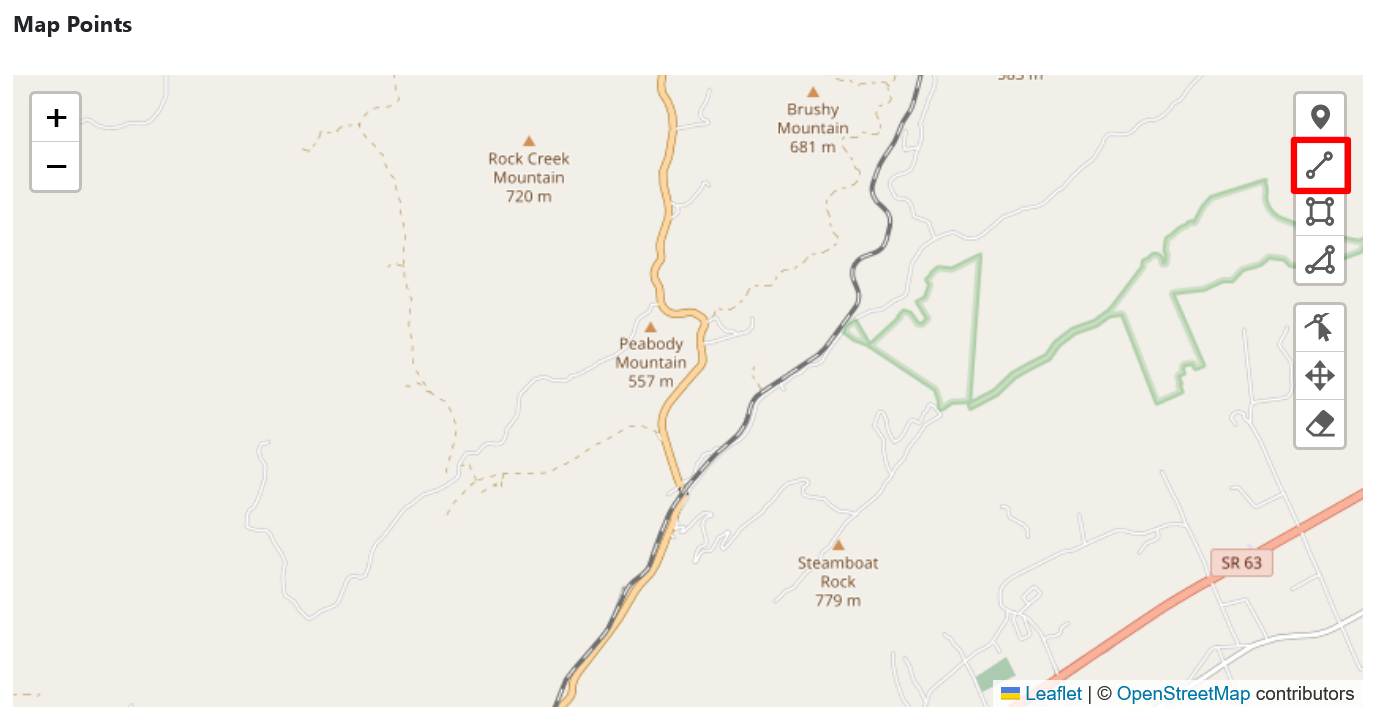 Map Points
Brushy
Mountain
681 m
Rock Creek
Mountain
720 m
+
−
Peabody
Mountain
557 m
Steamboat
Rock
779 m
SR 63
Leaflet | © OpenStreetMap contributors